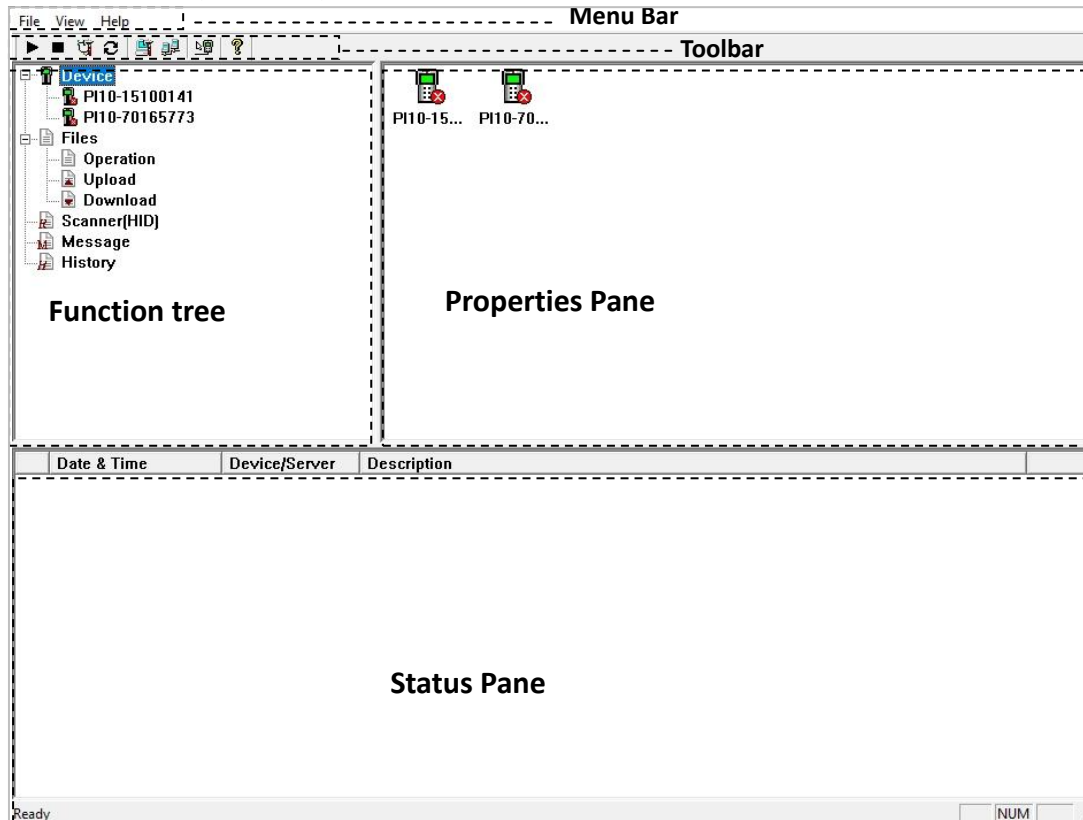 File View Help Menu Bar
Toolbar
Device
PI10-15100141
PI10-70165773
Files
Operation
Upload
Download
Scanner(HID)
Message
History
PI10-15... PI10-70...
Function tree
Properties Pane
Date & Time Device/Server Description
Status Pane
Ready NUM